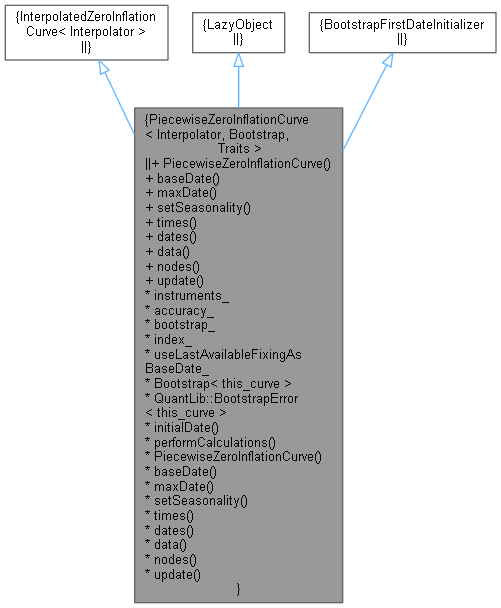 {InterpolatedZeroInflation
Curve< Interpolator >
||}
{LazyObject
||}
{BootstrapFirstDateInitializer
||}
{PiecewiseZeroInflationCurve
< Interpolator, Bootstrap,
Traits >
||+ PiecewiseZeroInflationCurve()
+ baseDate()
+ maxDate()
+ setSeasonality()
+ times()
+ dates()
+ data()
+ nodes()
+ update()
* instruments_
* accuracy_
* bootstrap_
* index_
* useLastAvailableFixingAs
BaseDate_
* Bootstrap< this_curve >
* QuantLib::BootstrapError
< this_curve >
* initialDate()
* performCalculations()
* PiecewiseZeroInflationCurve()
* baseDate()
* maxDate()
* setSeasonality()
* times()
* dates()
* data()
* nodes()
* update()
}